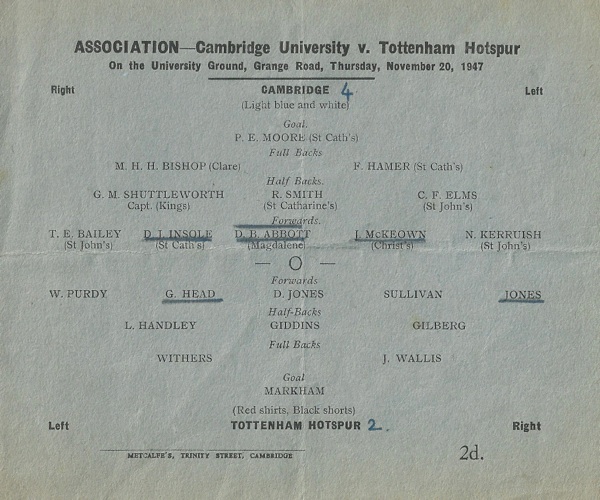 ASSOCIATION—Cambridge University v. Tottenham Hotspur
On the University Ground, Grange Road, Thursday, November 20, 1947
Right CAMBRIDGE 4 Left
(Light blue and white)
Goal.
P. E. MOORE (St Cath's)
Full Backs
M. H. H. BISHOP (Clare) F. HAMER (St Cath's)
Half Backs.
G. M. SHUTTLEWORTH R. SMITH C. F. ELMS
Capt. (Kings) (St Catharine's) (St John's)
Forwards.
T. E. BAILEY D. J. INSOLE D. B. ABBOTT J. McKEOWN N. KERRUISH
(St John's) (St Cath's) (Magdalene) (Christ's) (St John's)
— O —
Forwards
W. PURDY G. HEAD D. JONES SULLIVAN JONES
Half-Backs
L. HANDLEY GIDDINS GILBERG
Full Backs
WITHERS J. WALLIS
Goal
MARKHAM
(Red shirts, Black shorts)
Left TOTTENHAM HOTSPUR 2. Right
METCALFE'S, TRINITY STREET, CAMBRIDGE 2d.